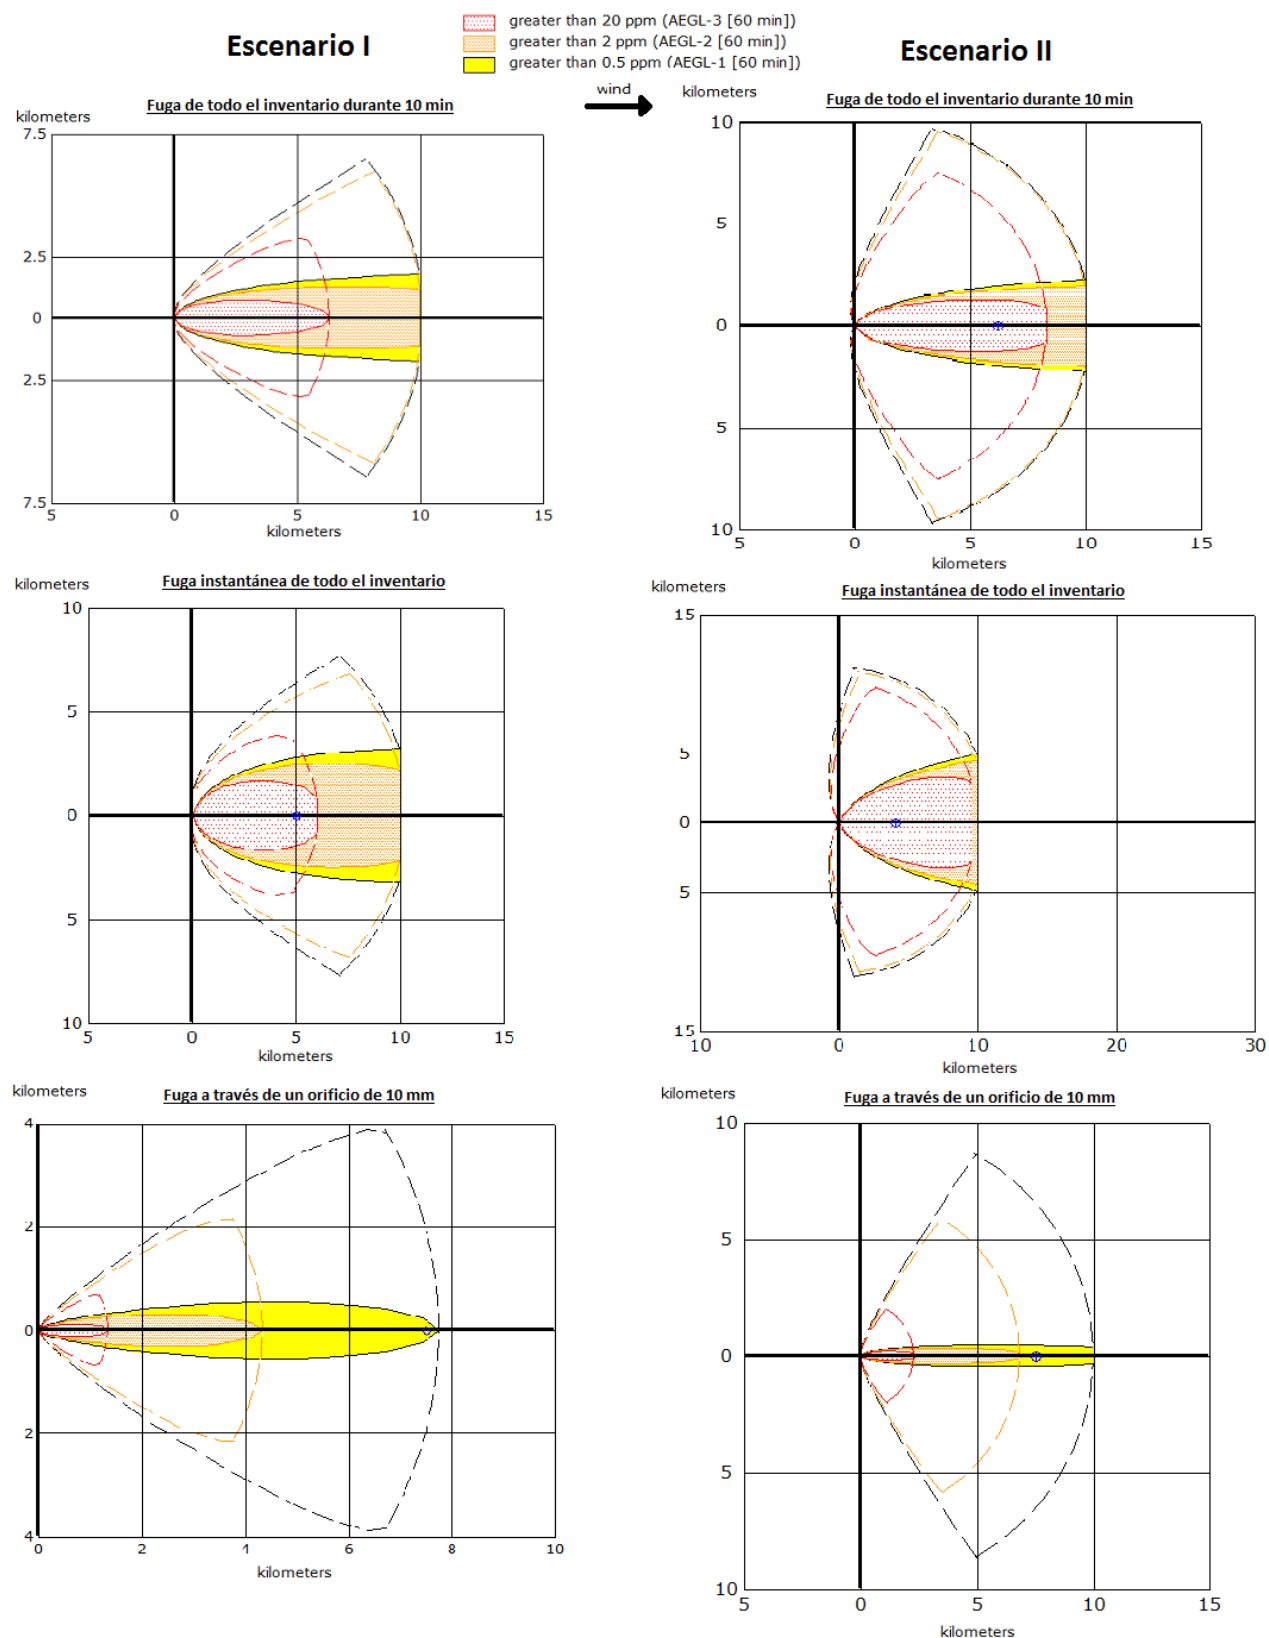 Escenario I
greater than 20 ppm (AEGL-3 [60 min])
greater than 2 ppm (AEGL-2 [60 min])
greater than 0.5 ppm (AEGL-1 [60 min])
Escenario II
wind
kilometers
Fuga de todo el inventario durante 10 min
7.5
2.5
0
2.5
7.5
5 0 5 10 15
kilometers
kilometers
Fuga de todo el inventario durante 10 min
10
5
0
5
10
5 0 5 10 15
kilometers
kilometers
Fuga instantánea de todo el inventario
10
5
0
5
10
5 0 5 10 15
kilometers
kilometers
Fuga instantánea de todo el inventario
15
5
0
5
15
10 0 10 20 30
kilometers
kilometers
Fuga a través de un orificio de 10 mm
4
2
0
2
4
0 2 4 6 8 10
kilometers
kilometers
Fuga a través de un orificio de 10 mm
10
5
0
5
10
5 0 5 10 15
kilometers